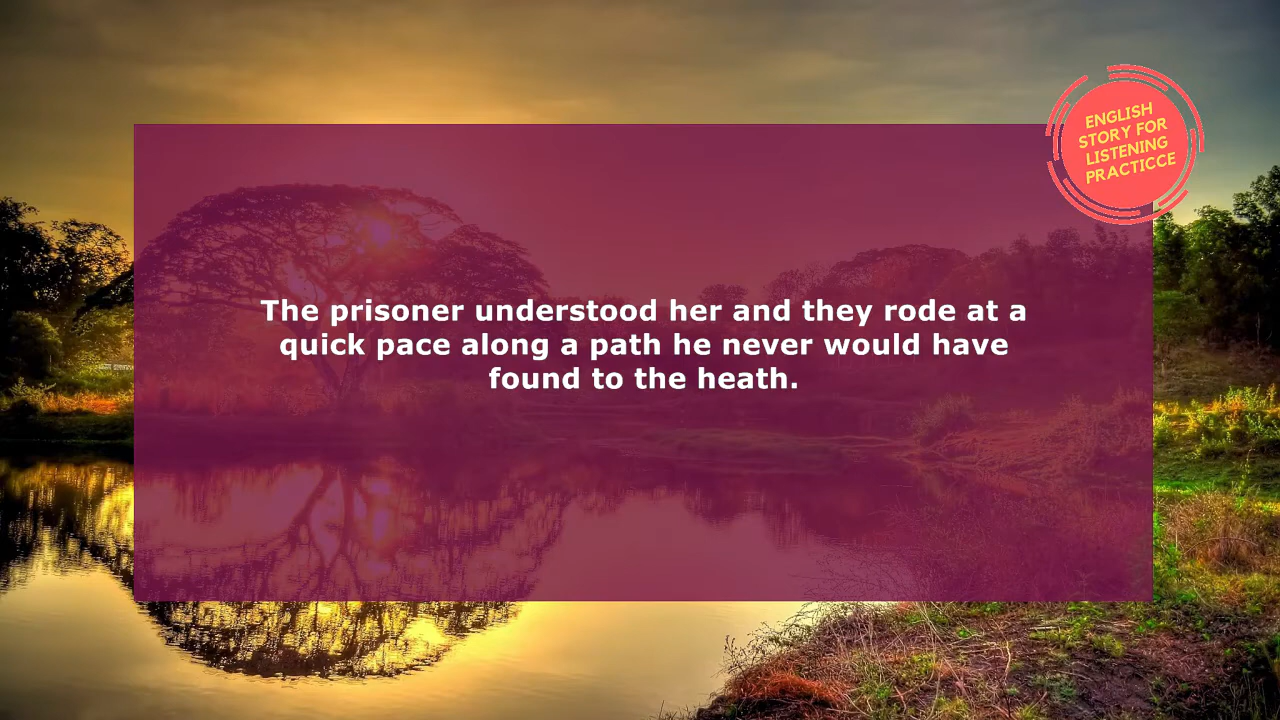 ENGLISH
STORY FOR
LISTENING
PRACTICCE
The prisoner understood her and they rode at a
quick pace along a path he never would have
found to the heath.